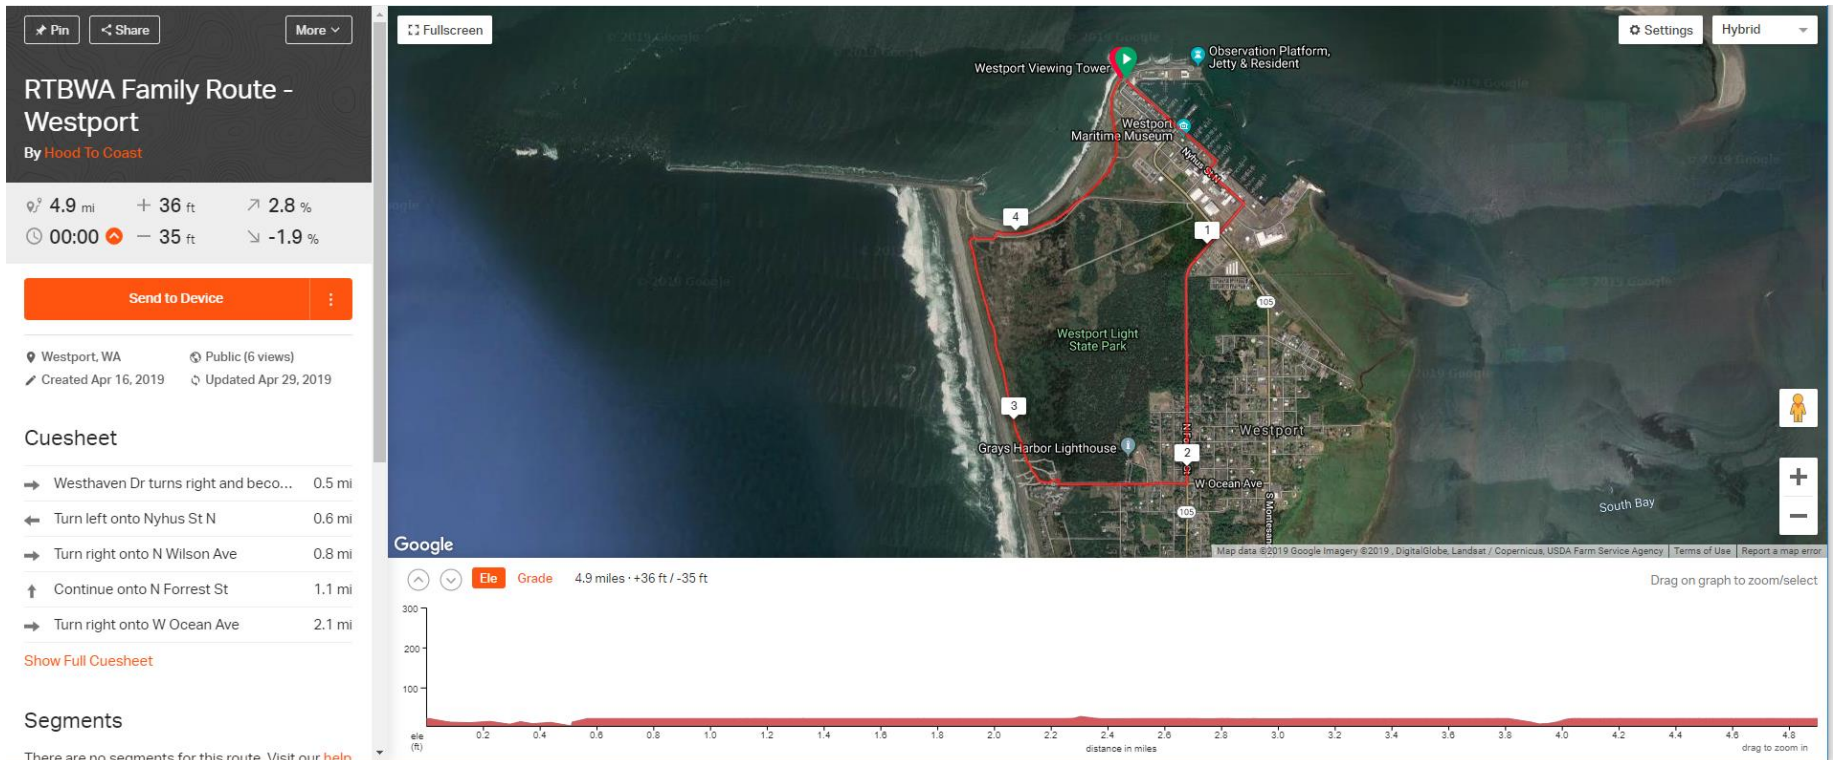 Pin
Share
More
RTBWA Family Route -
Westport
By Hood To Coast
4.9 mi
+ 36 ft
2.8 %
00:00
— 35 ft
-1.9 %
Send to Device
Westport, WA
Public (6 views)
Created Apr 16, 2019
Updated Apr 29, 2019
Cuesheet
Westhaven Dr turns right and beco... 0.5 mi
Turn left onto Nyhus St N 0.6 mi
Turn right onto N Wilson Ave 0.8 mi
Continue onto N Forrest St 1.1 mi
Turn right onto W Ocean Ave 2.1 mi
Show Full Cuesheet
Segments
There are no segments for this route. Visit our help
Fullscreen
Settings
Hybrid
Westport Viewing Tower
Observation Platform,
Jetty & Resident
Westport
Maritime Museum
Nyhus St N
4
1
105
Westport Light
State Park
3
Grays Harbor Lighthouse
Westport
2
W Ocean Ave
105
South Bay
Google
Map data ©2019 Google Imagery ©2019 , DigitalGlobe, Landsat / Copernicus, USDA Farm Service Agency
Terms of Use
Report a map error
Ele
Grade
4.9 miles · +36 ft / -35 ft
Drag on graph to zoom/select
300
200
100
ele
(ft)
0.2 0.4 0.6 0.8 1.0 1.2 1.4 1.6 1.8 2.0 2.2 2.4 2.6 2.8 3.0 3.2 3.4 3.6 3.8 4.0 4.2 4.4 4.6 4.8
distance in miles
drag to zoom in